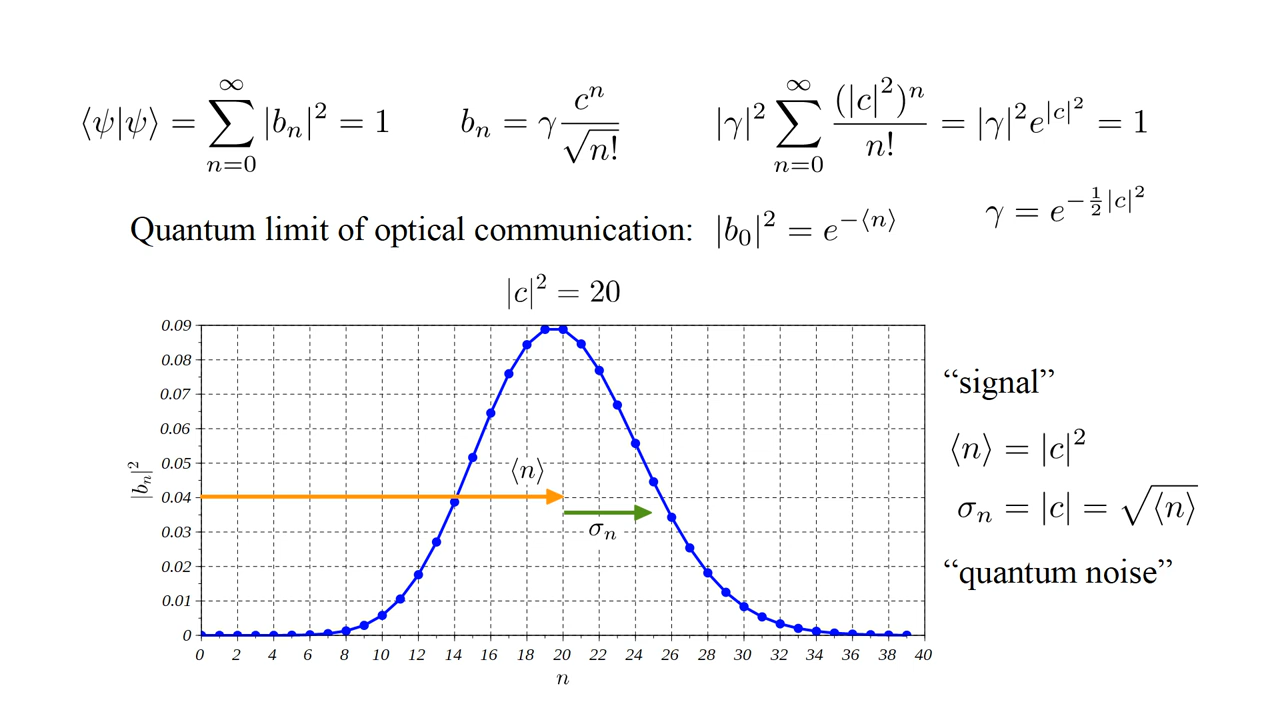 ⟨ψ|ψ⟩ = ∑_{n=0}^{∞} |b_n|² = 1    b_n = γ c^n / √n!    |γ|² ∑_{n=0}^{∞} (|c|²)^n / n! = |γ|² e^{|c|²} = 1
γ = e^{-½|c|²}
Quantum limit of optical communication: |b_0|² = e^{-⟨n⟩}
|c|² = 20
0.09
0.08
0.07
0.06
0.05
0.04
0.03
0.02
0.01
0
|b_n|²
⟨n⟩
σ_n
0 2 4 6 8 10 12 14 16 18 20 22 24 26 28 30 32 34 36 38 40
n
“signal”
⟨n⟩ = |c|²
σ_n = |c| = √⟨n⟩
“quantum noise”